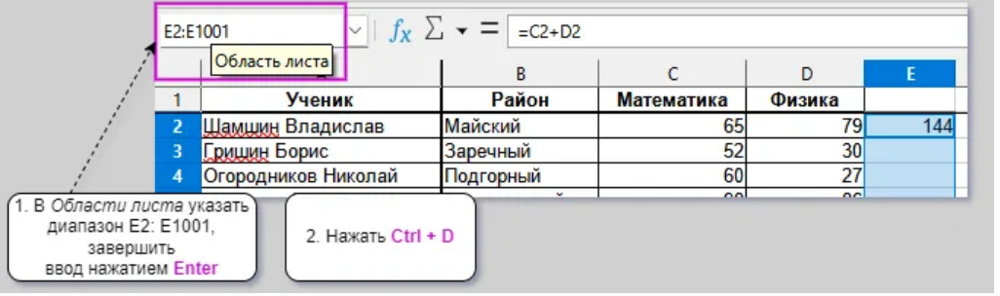 E2:E1001 fx Σ = =C2+D2
Область листа
B C D E
1 Ученик Район Математика Физика
2 Шамшин Владислав Майский 65 79 144
3 Гришин Борис Заречный 52 30
4 Огородников Николай Подгорный 60 27
1. В Области листа указать
диапазон E2: E1001,
завершить
ввод нажатием Enter
2. Нажать Ctrl + D